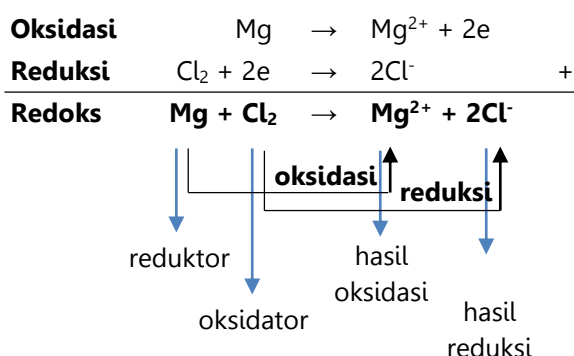 Oksidasi Mg → Mg²⁺ + 2e
Reduksi Cl₂ + 2e → 2Cl⁻ +
Redoks Mg + Cl₂ → Mg²⁺ + 2Cl⁻
oksidasi
reduksi
reduktor
hasil
oksidasi
oksidator
hasil
reduksi